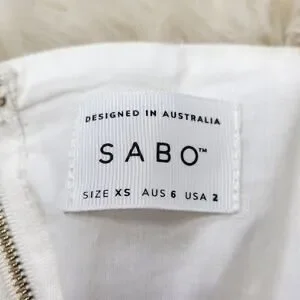 DESIGNED IN AUSTRALIA
SABO™
SIZE XS AUS 6 USA 2